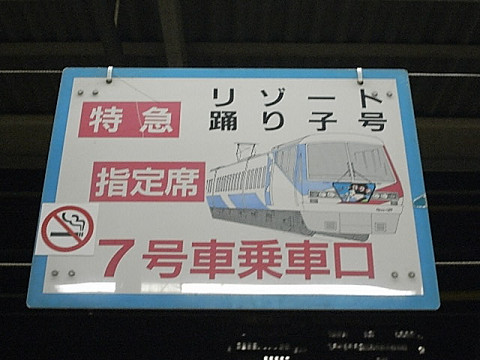 特急
リゾート
踊り子号
指定席
7号車乗車口